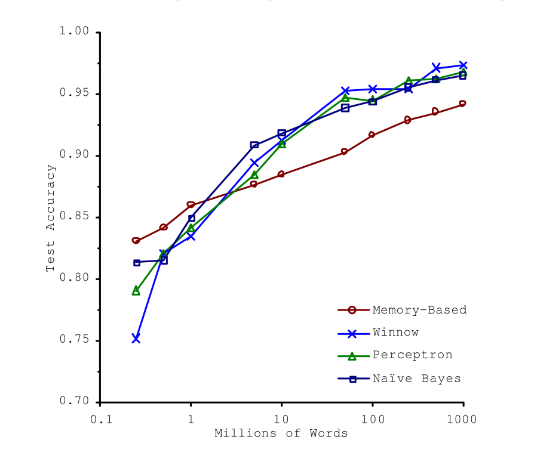 1.00
0.95
0.90
0.85
0.80
0.75
0.70
Test Accuracy
Memory-Based
Winnow
Perceptron
Naïve Bayes
0.1 1 10 100 1000
Millions of Words